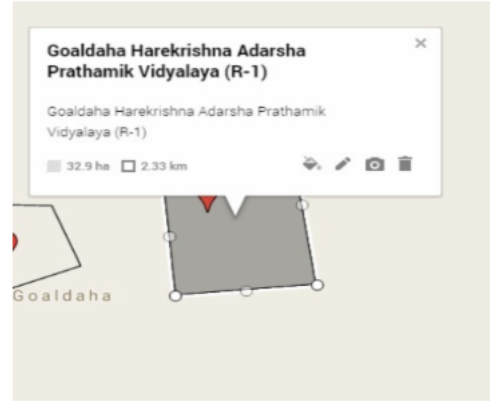 Goaldaha Harekrishna Adarsha
Prathamik Vidyalaya (R-1)
Goaldaha Harekrishna Adarsha Prathamik
Vidyalaya (R-1)
32.9 ha 2.33 km
Goaldaha